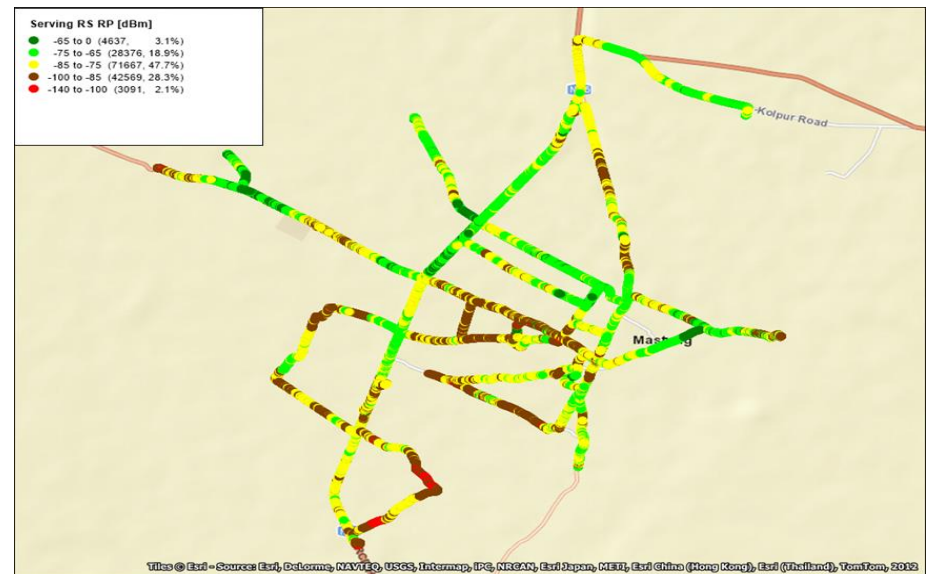 Serving RS RP [dBm]
-65 to 0 (4637, 3.1%)
-75 to -65 (28376, 18.9%)
-85 to -75 (71667, 47.7%)
-100 to -85 (42569, 28.3%)
-140 to -100 (3091, 2.1%)
Kolpur Road
Tiles © Esri - Source: Esri, DeLorme, NAVTEQ, USGS, Intermap, iPC, NRCAN, Esri Japan, METI, Esri China (Hong Kong), Esri (Thailand), TomTom, 2012